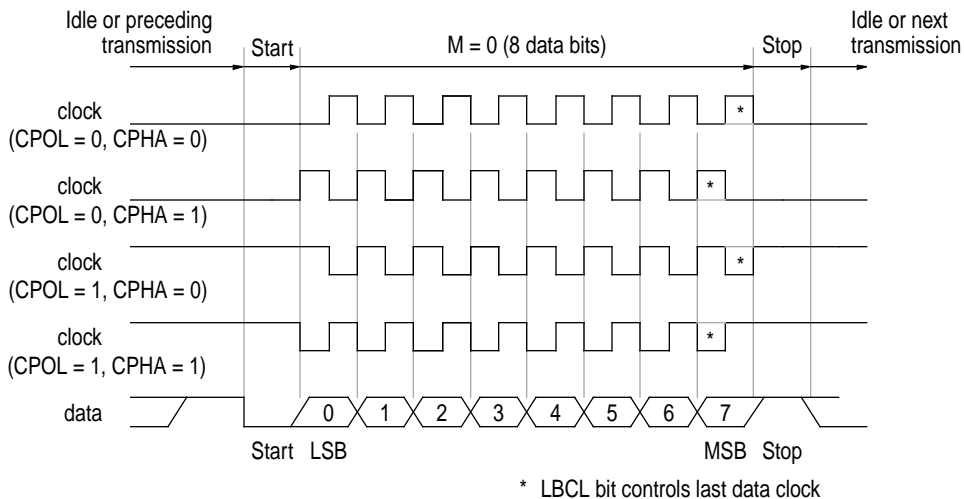 Idle or preceding
transmission
Start
M = 0 (8 data bits)
Stop
Idle or next
transmission
clock
(CPOL = 0, CPHA = 0)
*
clock
(CPOL = 0, CPHA = 1)
*
clock
(CPOL = 1, CPHA = 0)
*
clock
(CPOL = 1, CPHA = 1)
*
data
0 1 2 3 4 5 6 7
Start LSB MSB Stop
* LBCL bit controls last data clock